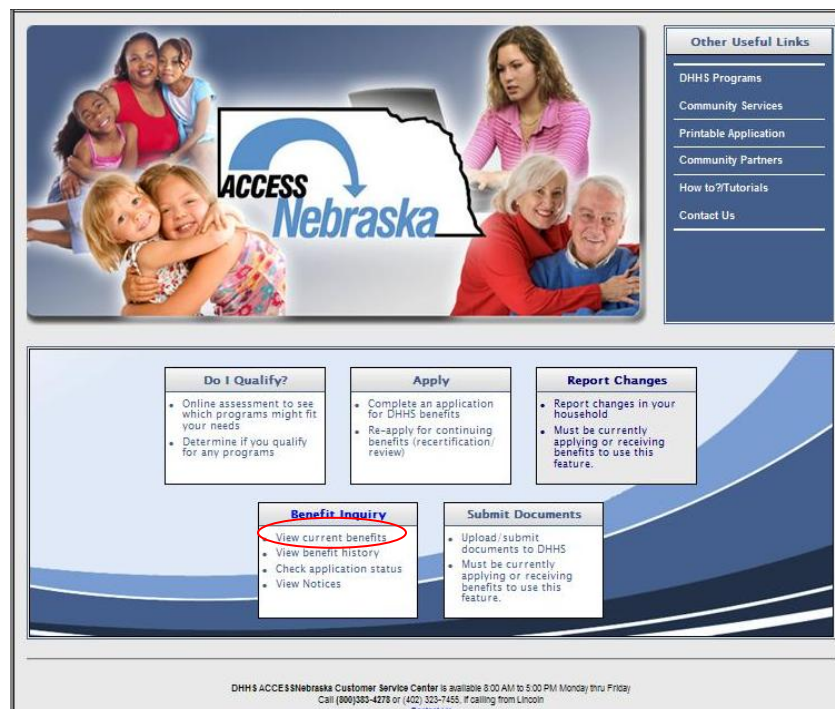 Other Useful Links
DHHS Programs
Community Services
Printable Application
Community Partners
How to?/Tutorials
Contact Us
ACCESS
Nebraska
Do I Qualify?
• Online assessment to see
which programs might fit
your needs
• Determine if you qualify
for any programs
Apply
• Complete an application
for DHHS benefits
• Re-apply for continuing
benefits (recertification/
review)
Report Changes
• Report changes in your
household
• Must be currently
applying or receiving
benefits to use this
feature.
Benefit Inquiry
• View current benefits
• View benefit history
• Check application status
• View Notices
Submit Documents
• Upload/submit
documents to DHHS
• Must be currently
applying or receiving
benefits to use this
feature.
DHHS ACCESSNebraska Customer Service Center is available 8:00 AM to 5:00 PM Monday thru Friday
Call (800)383-4278 or (402) 323-7455, if calling from Lincoln